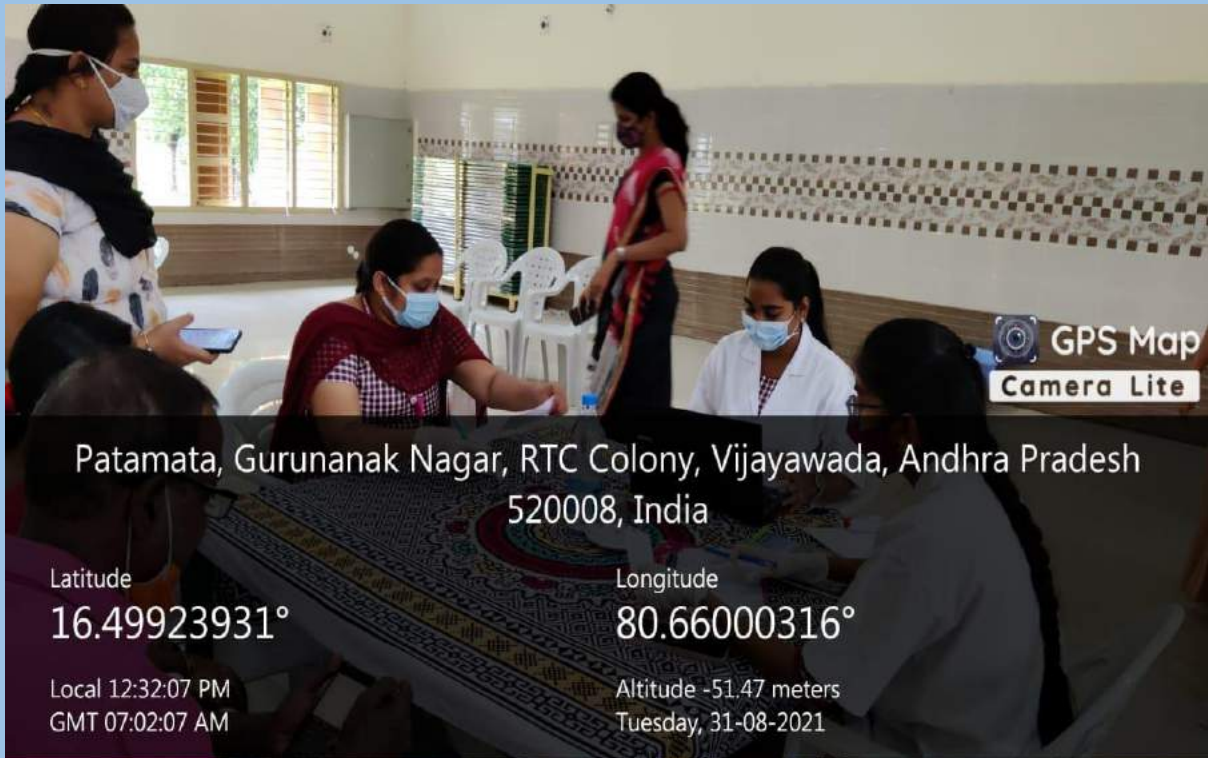 GPS Map
Camera Lite
Patamata, Gurunanak Nagar, RTC Colony, Vijayawada, Andhra Pradesh
520008, India
Latitude
16.49923931°
Longitude
80.66000316°
Local 12:32:07 PM
GMT 07:02:07 AM
Altitude -51.47 meters
Tuesday, 31-08-2021